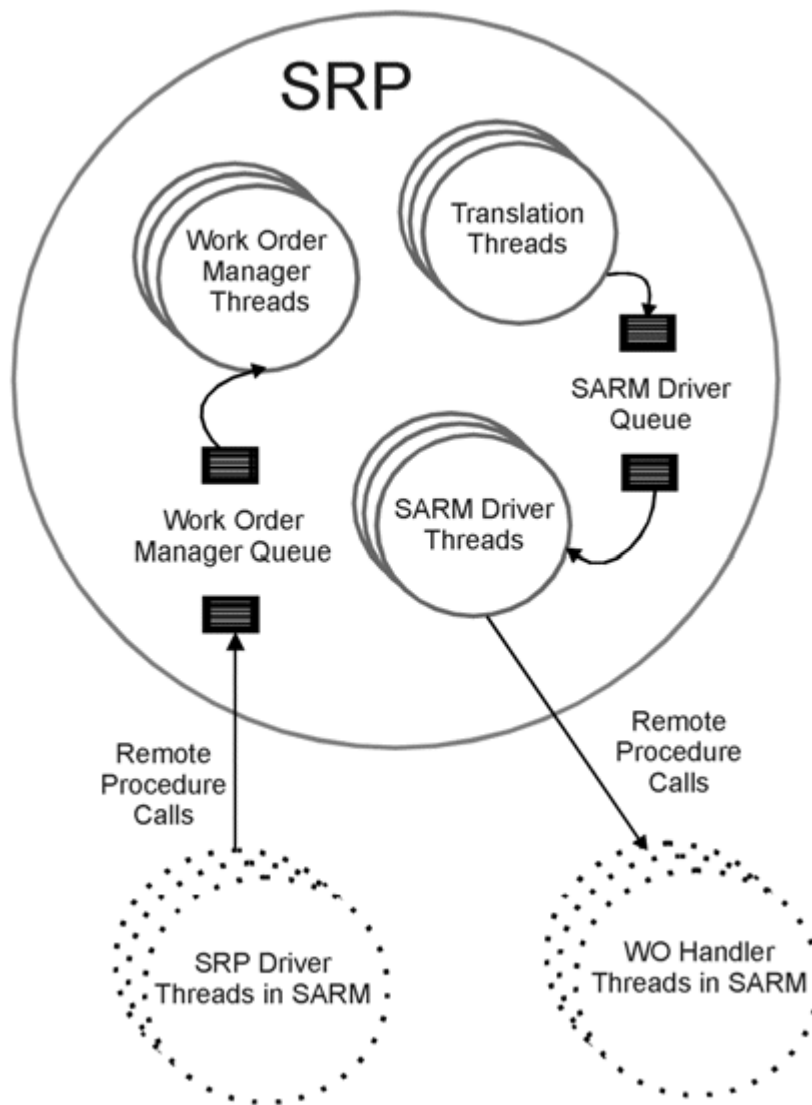 SRP
Work Order
Manager
Threads
Translation
Threads
SARM Driver
Queue
Work Order
Manager Queue
SARM Driver
Threads
Remote
Procedure
Calls
Remote
Procedure
Calls
SRP Driver
Threads in SARM
WO Handler
Threads in SARM